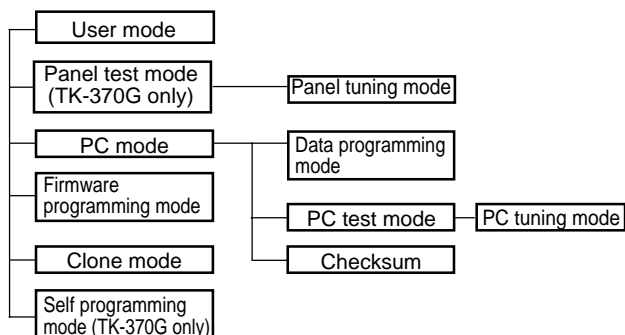 User mode
Panel test mode
(TK-370G only)
Panel tuning mode
PC mode
Data programming
mode
Firmware
programming mode
PC test mode
PC tuning mode
Clone mode
Checksum
Self programming
mode (TK-370G only)